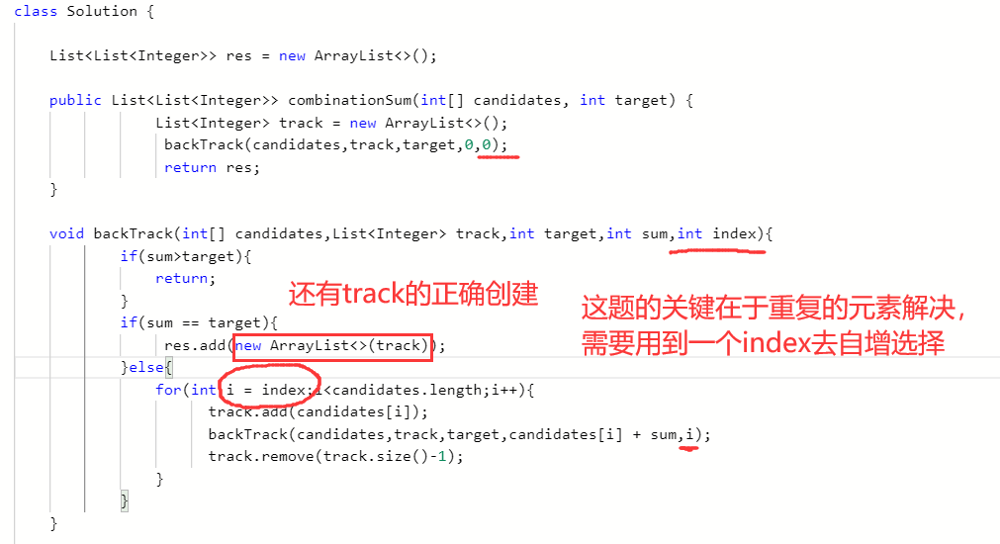 class Solution {
List<List<Integer>> res = new ArrayList<>();
public List<List<Integer>> combinationSum(int[] candidates, int target) {
List<Integer> track = new ArrayList<>();
backTrack(candidates,track,target,0,0);
return res;
}
void backTrack(int[] candidates,List<Integer> track,int target,int sum,int index){
if(sum>target){
return;
}
还有track的正确创建
这题的关键在于重复的元素解决，
需要用到一个index去自增选择
if(sum == target){
res.add(new ArrayList<>(track));
}else{
for(int i = index;i<candidates.length;i++){
track.add(candidates[i]);
backTrack(candidates,track,target,candidates[i] + sum,i);
track.remove(track.size()-1);
}
}
}